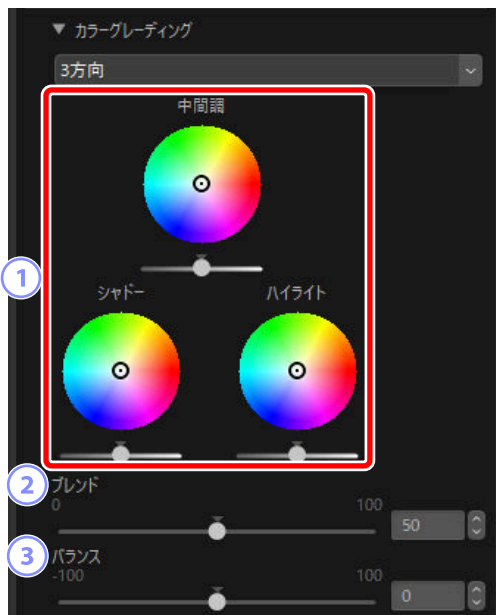 ▼ カラーグレーディング
3方向
中間調
1
シャドー ハイライト
2
ブレンド
0 100
50
3
バランス
-100 100
0